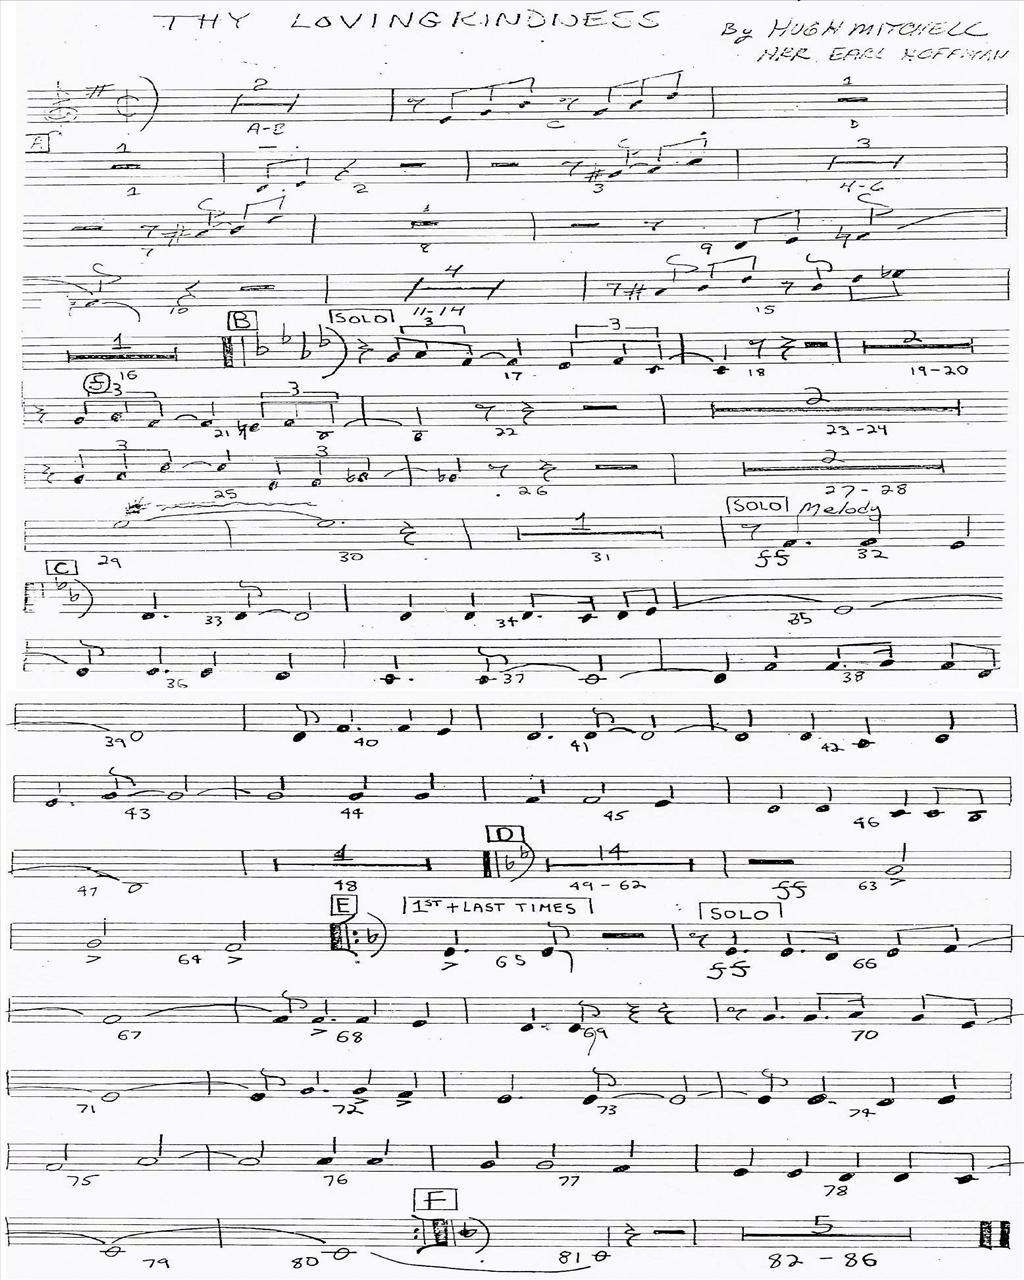 THY LOVINGKINDNESS
By HUGH MITCHELL
ARR. EARL HOFFMAN
2 1
A-B C D
A
1 3
1 2 3 4-6
1
7 8 9
4
10 11-14 15
B SOLO
1 3 3 2
16 17 18 19-20
3 3 2
21 22 23-24
3 3 2
25 26 27-28
SOLO Melody
1
29 30 31 ff 32
C
33 34 35
36 37 38
39 40 41 42
43 44 45 46
D
1 14
47 48 49-62 ff 63
E 1ST + LAST TIMES SOLO
64 65 ff 66
67 68 69 70
71 72 73 74
75 76 77 78
F
5
79 80 81 82-86